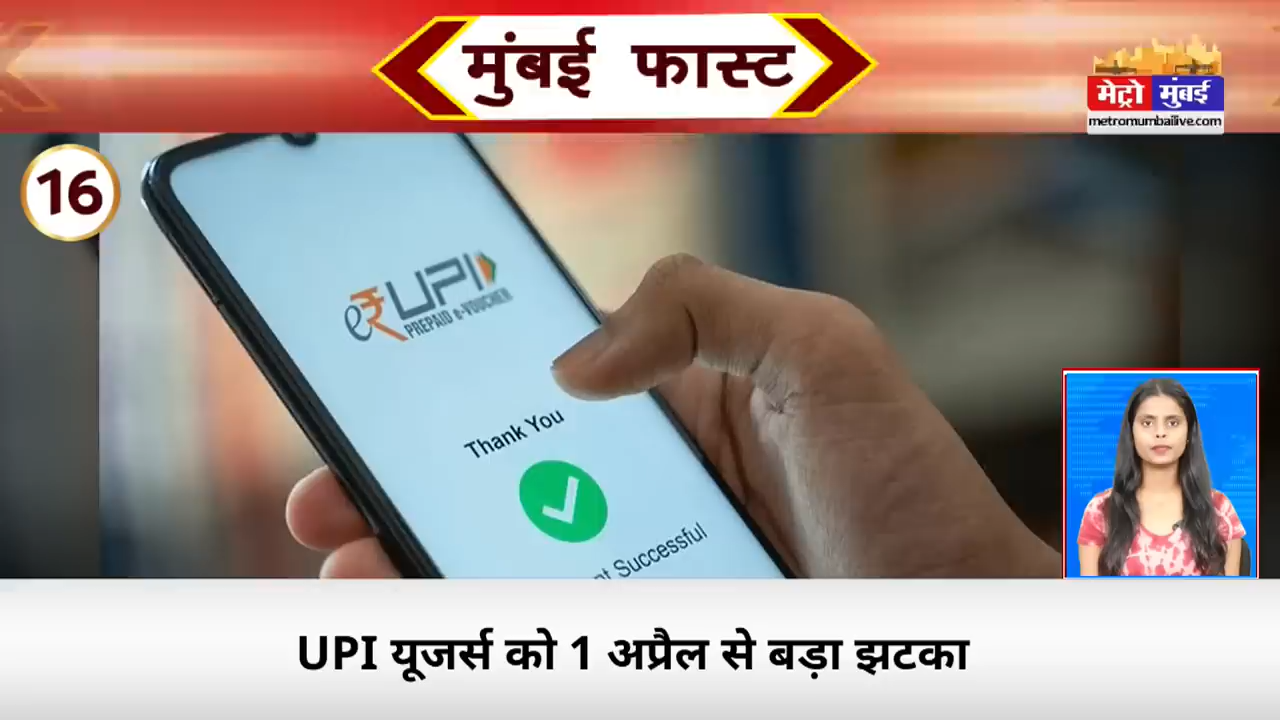 मुंबई फास्ट
मेट्रो मुंबई
metromumbailive.com
16
e₹UPI
PREPAID e-VOUCHER
Thank You
Successful
UPI यूजर्स को 1 अप्रैल से बड़ा झटका